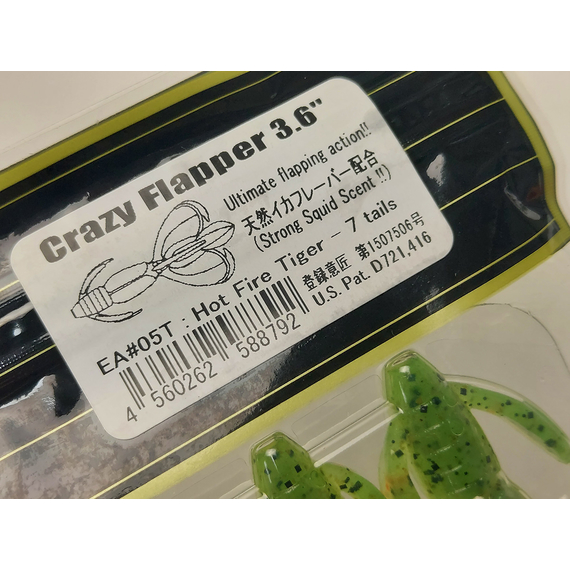 Crazy Flapper 3.6"
Ultimate flapping action!!
天然イカフレーバー配合
(Strong Squid Scent !!)
EA#05T : Hot Fire Tiger – 7 tails
登録意匠 第1507506号
U.S. Pat. D721,416
4 560262 588792